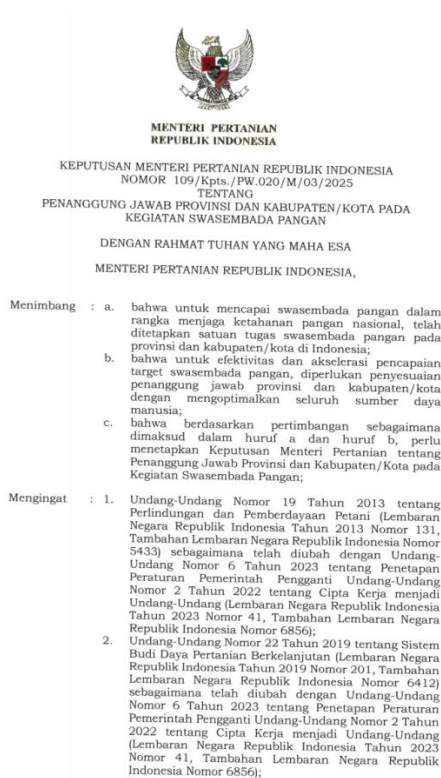 MENTERI PERTANIAN
REPUBLIK INDONESIA
KEPUTUSAN MENTERI PERTANIAN REPUBLIK INDONESIA
NOMOR 109/Kpts./PW.020/M/03/2025
TENTANG
PENANGGUNG JAWAB PROVINSI DAN KABUPATEN/KOTA PADA
KEGIATAN SWASEMBADA PANGAN
DENGAN RAHMAT TUHAN YANG MAHA ESA
MENTERI PERTANIAN REPUBLIK INDONESIA,
Menimbang : a. bahwa untuk mencapai swasembada pangan dalam
rangka menjaga ketahanan pangan nasional, telah
ditetapkan satuan tugas swasembada pangan pada
provinsi dan kabupaten/kota di Indonesia;
b. bahwa untuk efektivitas dan akselerasi pencapaian
target swasembada pangan, diperlukan penyesuaian
penanggung jawab provinsi dan kabupaten/kota
dengan mengoptimalkan seluruh sumber daya
manusia;
c. bahwa berdasarkan pertimbangan sebagaimana
dimaksud dalam huruf a dan huruf b, perlu
menetapkan Keputusan Menteri Pertanian tentang
Penanggung Jawab Provinsi dan Kabupaten/Kota pada
Kegiatan Swasembada Pangan;
Mengingat : 1. Undang-Undang Nomor 19 Tahun 2013 tentang
Perlindungan dan Pemberdayaan Petani (Lembaran
Negara Republik Indonesia Tahun 2013 Nomor 131,
Tambahan Lembaran Negara Republik Indonesia Nomor
5433) sebagaimana telah diubah dengan Undang-
Undang Nomor 6 Tahun 2023 tentang Penetapan
Peraturan Pemerintah Pengganti Undang-Undang
Nomor 2 Tahun 2022 tentang Cipta Kerja menjadi
Undang-Undang (Lembaran Negara Republik Indonesia
Tahun 2023 Nomor 41, Tambahan Lembaran Negara
Republik Indonesia Nomor 6856);
2. Undang-Undang Nomor 22 Tahun 2019 tentang Sistem
Budi Daya Pertanian Berkelanjutan (Lembaran Negara
Republik Indonesia Tahun 2019 Nomor 201, Tambahan
Lembaran Negara Republik Indonesia Nomor 6412)
sebagaimana telah diubah dengan Undang-Undang
Nomor 6 Tahun 2023 tentang Penetapan Peraturan
Pemerintah Pengganti Undang-Undang Nomor 2 Tahun
2022 tentang Cipta Kerja menjadi Undang-Undang
(Lembaran Negara Republik Indonesia Tahun 2023
Nomor 41, Tambahan Lembaran Negara Republik
Indonesia Nomor 6856);